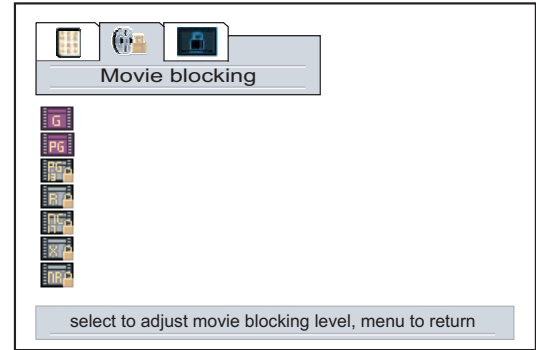 Movie blocking
G
PG
PG
13
R
NC
17
X
NR
select to adjust movie blocking level, menu to return